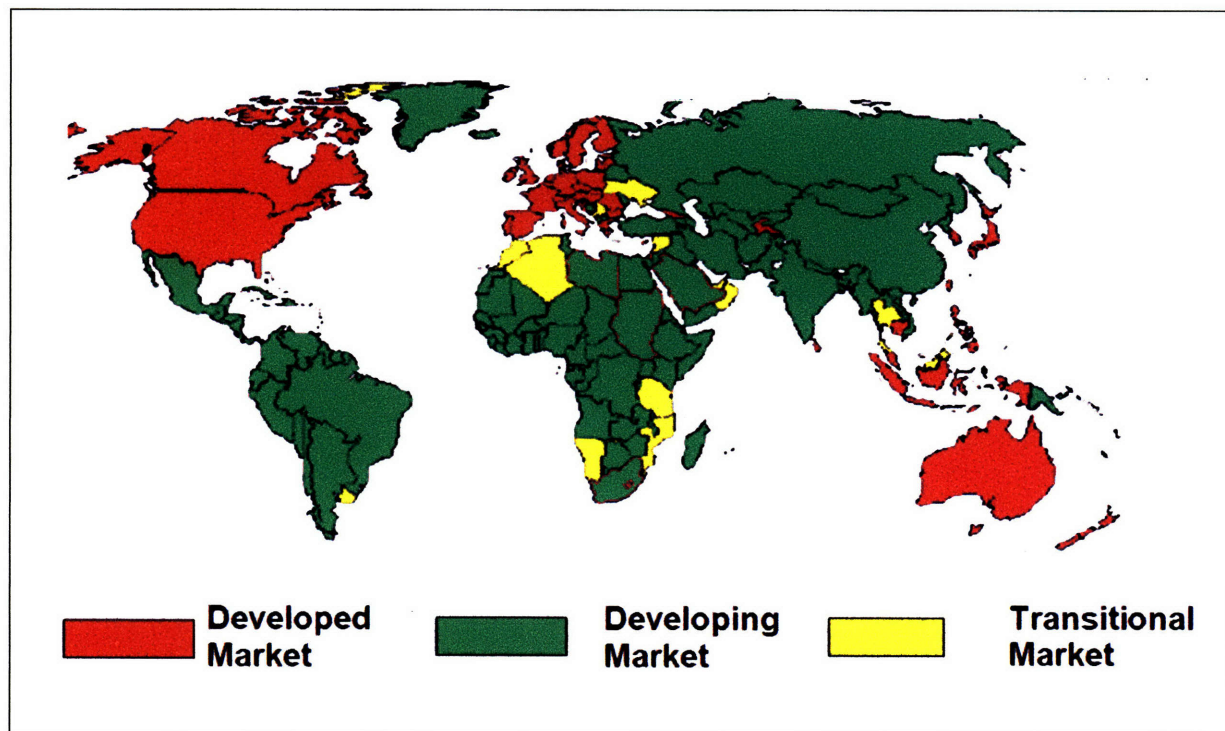 Developed
Market
Developing
Market
Transitional
Market